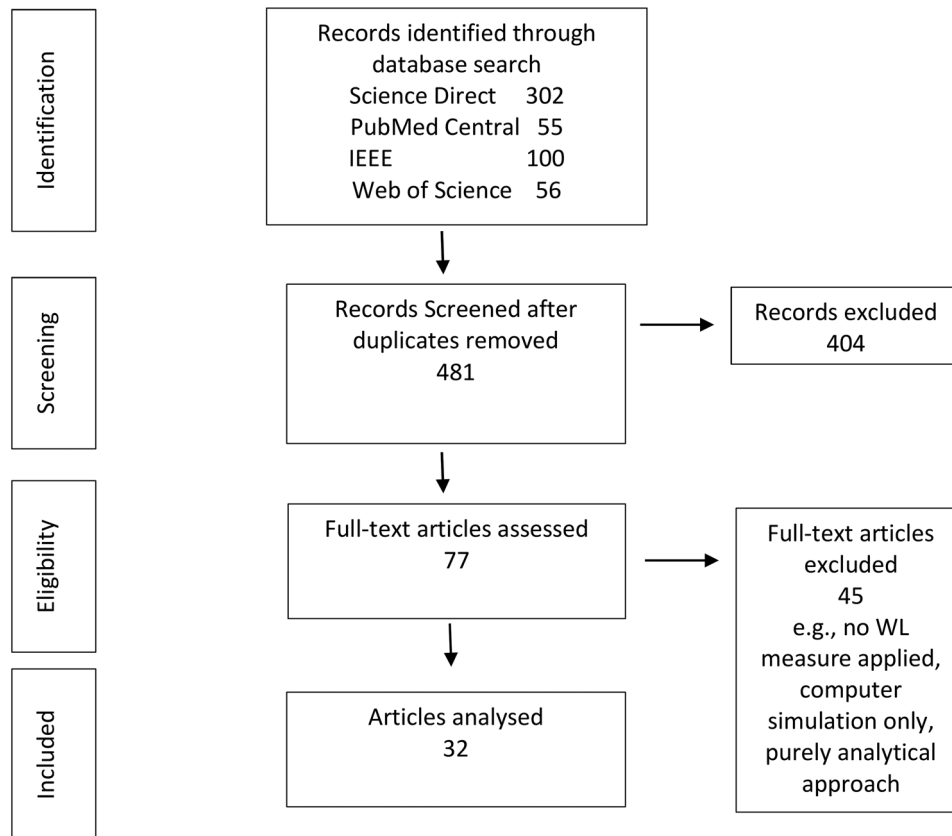 Identification
Records identified through
database search
Science Direct 302
PubMed Central 55
IEEE 100
Web of Science 56
Screening
Records Screened after
duplicates removed
481
Records excluded
404
Eligibility
Full-text articles assessed
77
Full-text articles
excluded
45
e.g., no WL
measure applied,
computer
simulation only,
purely analytical
approach
Included
Articles analysed
32